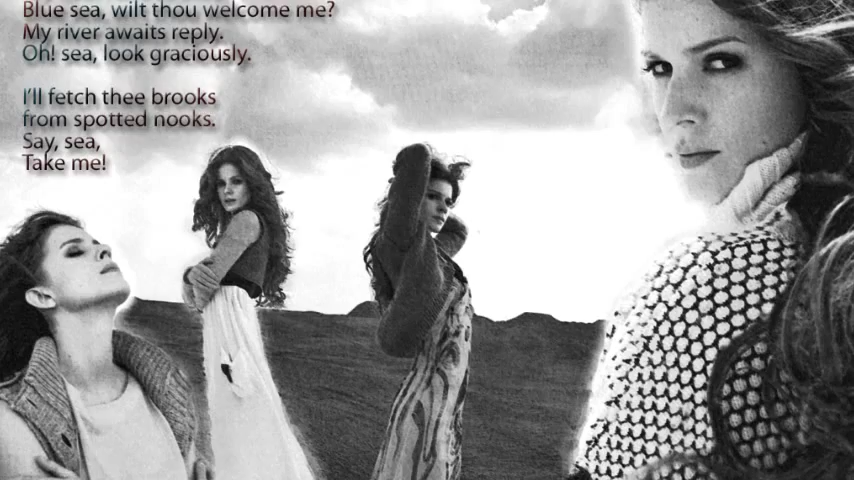 Blue sea, wilt thou welcome me?
My river awaits reply.
Oh! sea, look graciously.
I'll fetch thee brooks
from spotted nooks.
Say, sea,
Take me!